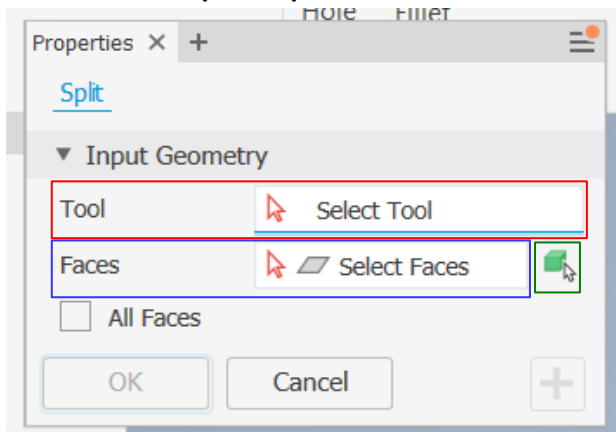 Hole Fillet
Properties × +
Split
Input Geometry
Tool Select Tool
Faces Select Faces
All Faces
OK Cancel +